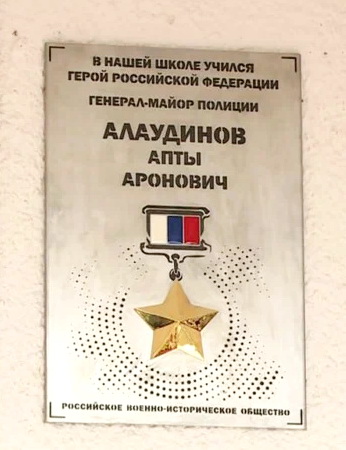 В НАШЕЙ ШКОЛЕ УЧИЛСЯ
ГЕРОЙ РОССИЙСКОЙ ФЕДЕРАЦИИ
ГЕНЕРАЛ-МАЙОР ПОЛИЦИИ
АЛАУДИНОВ
АПТЫ
АРОНОВИЧ
РОССИЙСКОЕ ВОЕННО-ИСТОРИЧЕСКОЕ ОБЩЕСТВО